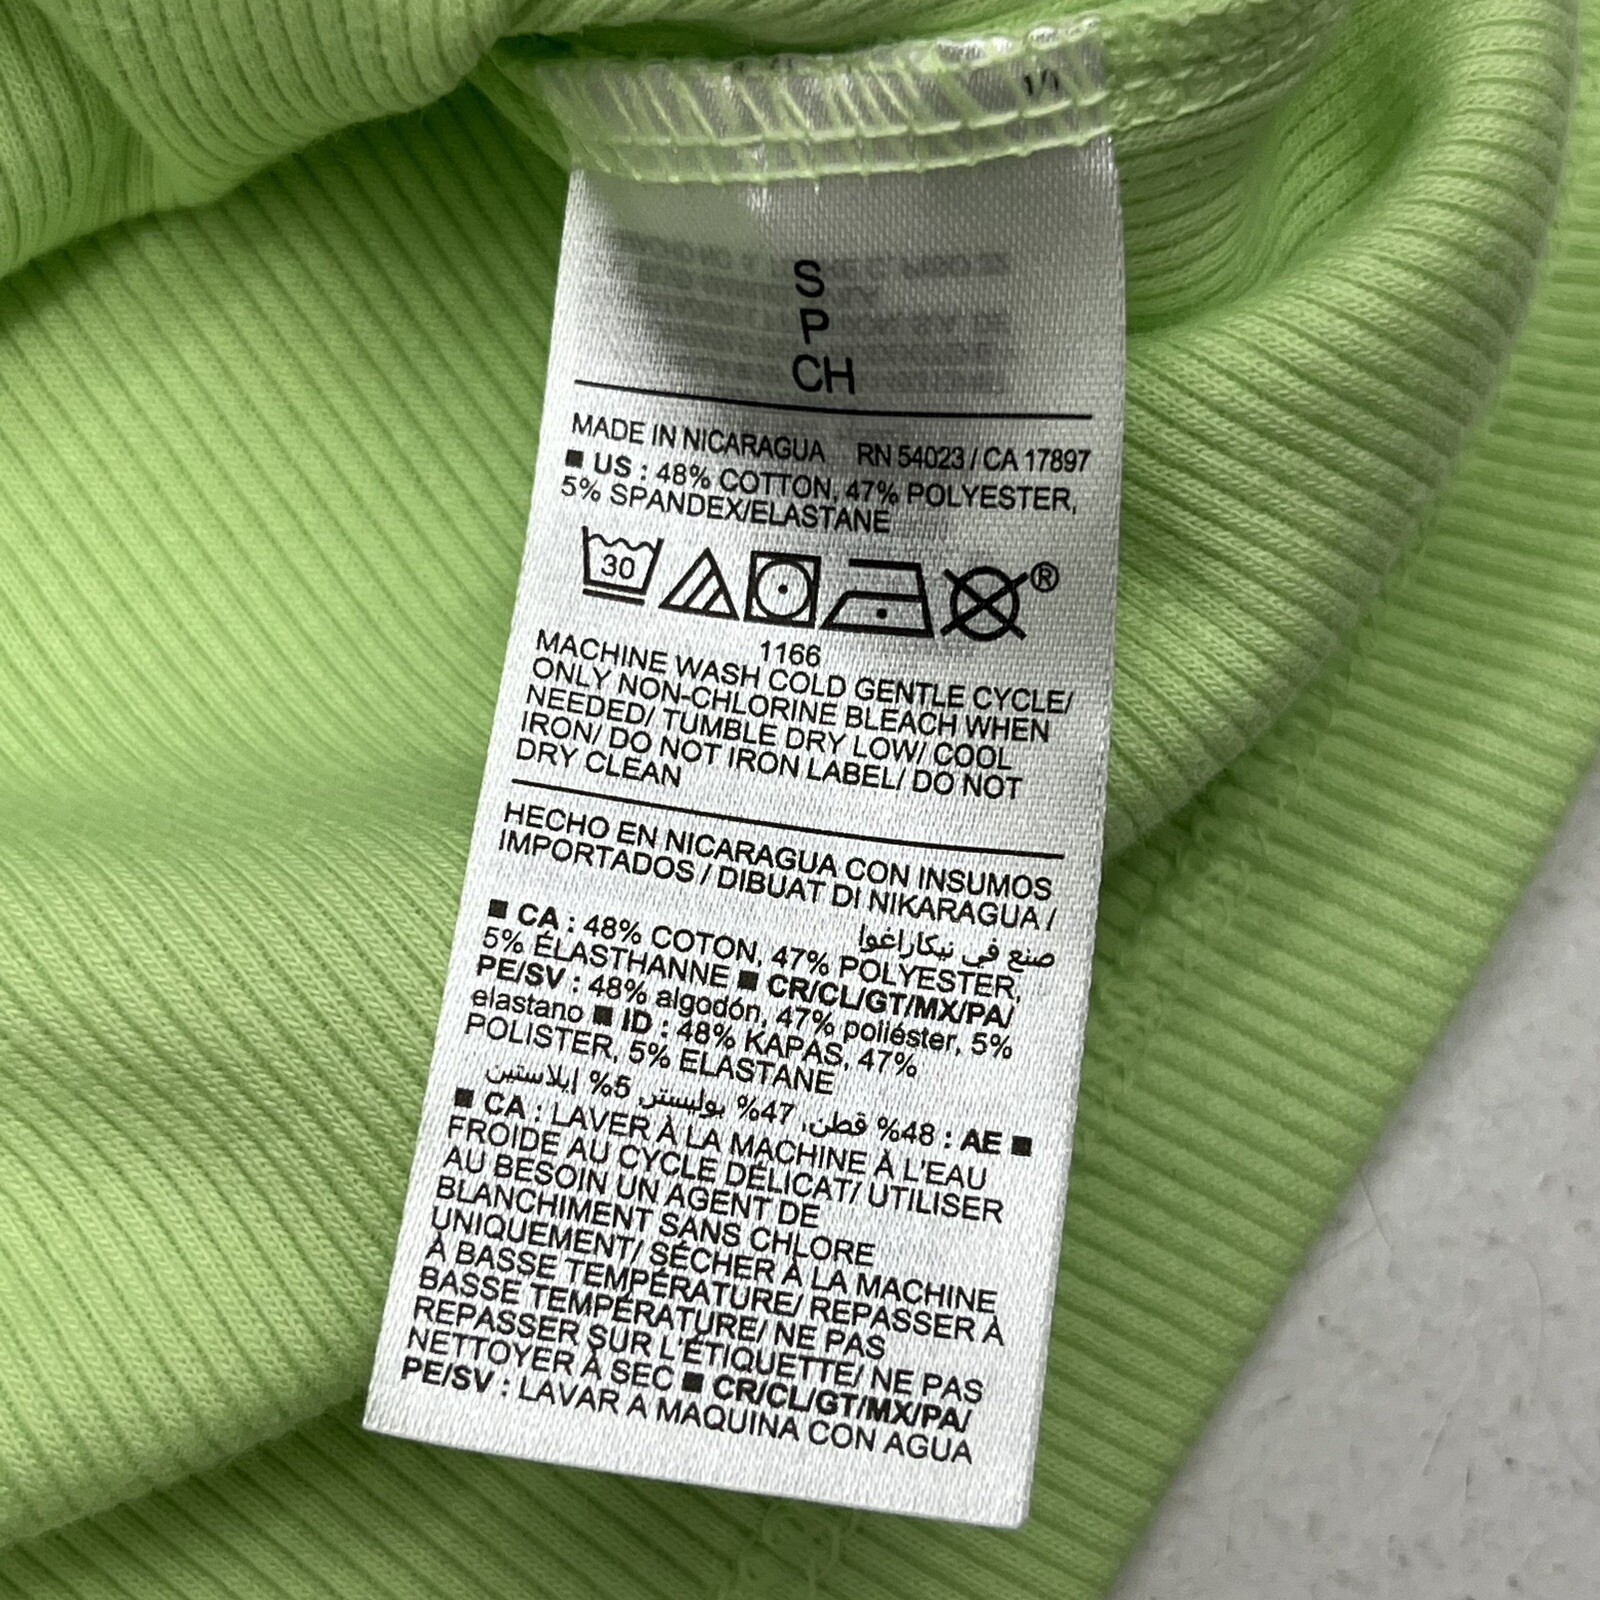 S
P
CH
MADE IN NICARAGUA RN 54023 / CA 17897
■ US : 48% COTTON, 47% POLYESTER,
5% SPANDEX/ELASTANE
30
®
1166
MACHINE WASH COLD GENTLE CYCLE/
ONLY NON-CHLORINE BLEACH WHEN
NEEDED/ TUMBLE DRY LOW/ COOL
IRON/ DO NOT IRON LABEL/ DO NOT
DRY CLEAN
HECHO EN NICARAGUA CON INSUMOS
IMPORTADOS / DIBUAT DI NIKARAGUA /
صنع في نيكاراغوا
■ CA : 48% COTON, 47% POLYESTER,
5% ÉLASTHANNE ■ CR/CL/GT/MX/PA/
PE/SV : 48% algodón, 47% poliéster, 5%
elastano ■ ID : 48% KAPAS, 47%
POLISTER, 5% ELASTANE
■ AE : 48% قطن, 47% بوليستر, 5% إيلاستين
■ CA : LAVER À LA MACHINE À L'EAU
FROIDE AU CYCLE DÉLICAT/ UTILISER
AU BESOIN UN AGENT DE
BLANCHIMENT SANS CHLORE
UNIQUEMENT/ SÉCHER À LA MACHINE
À BASSE TEMPÉRATURE/ REPASSER À
BASSE TEMPÉRATURE/ NE PAS
REPASSER SUR L'ÉTIQUETTE/ NE PAS
NETTOYER À SEC ■ CR/CL/GT/MX/PA/
PE/SV : LAVAR A MAQUINA CON AGUA